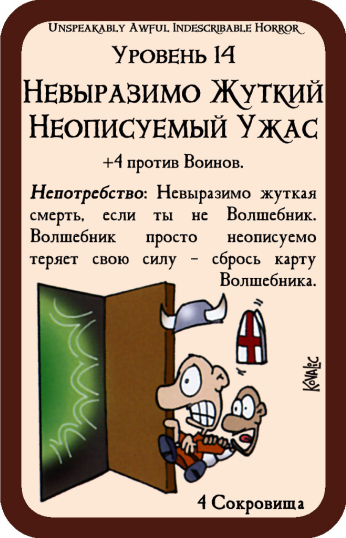 Unspeakably Awful Indescribable Horror
Уровень 14
Невыразимо Жуткий
Неописуемый Ужас
+4 против Воинов.
Непотребство: Невыразимо жуткая
смерть, если ты не Волшебник.
Волшебник просто неописуемо
теряет свою силу – сбрось карту
Волшебника.
Kovalic
4 Сокровища